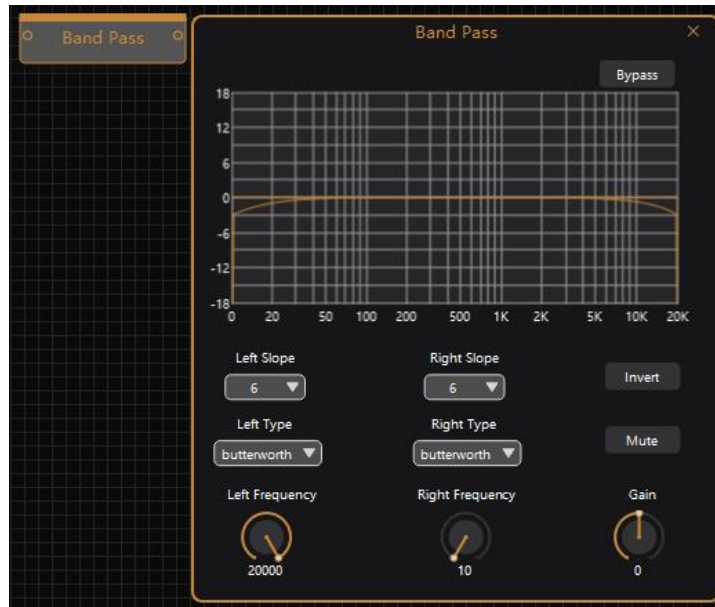 Band Pass
Band Pass
Bypass
18
12
6
0
-6
-12
-18
0 20 50 100 200 500 1K 2K 5K 10K 20K
Left Slope Right Slope
6 6 Invert
Left Type Right Type
butterworth butterworth Mute
Left Frequency Right Frequency Gain
20000 10 0